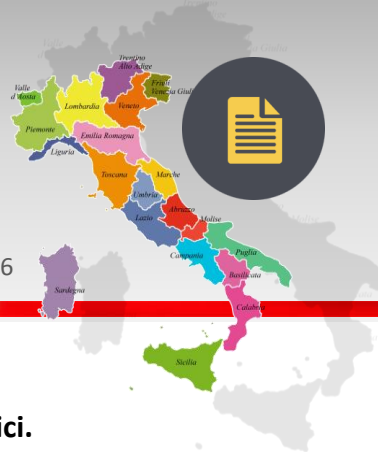 Trentino
Alto Adige
Friuli
Venezia Giulia
Valle
d'Aosta
Lombardia
Veneto
Piemonte
Emilia Romagna
Liguria
Toscana
Marche
Umbria
Lazio
Abruzzo
Molise
Campania
Puglia
Basilicata
6
Sardegna
Calabria
Sicilia
ici.